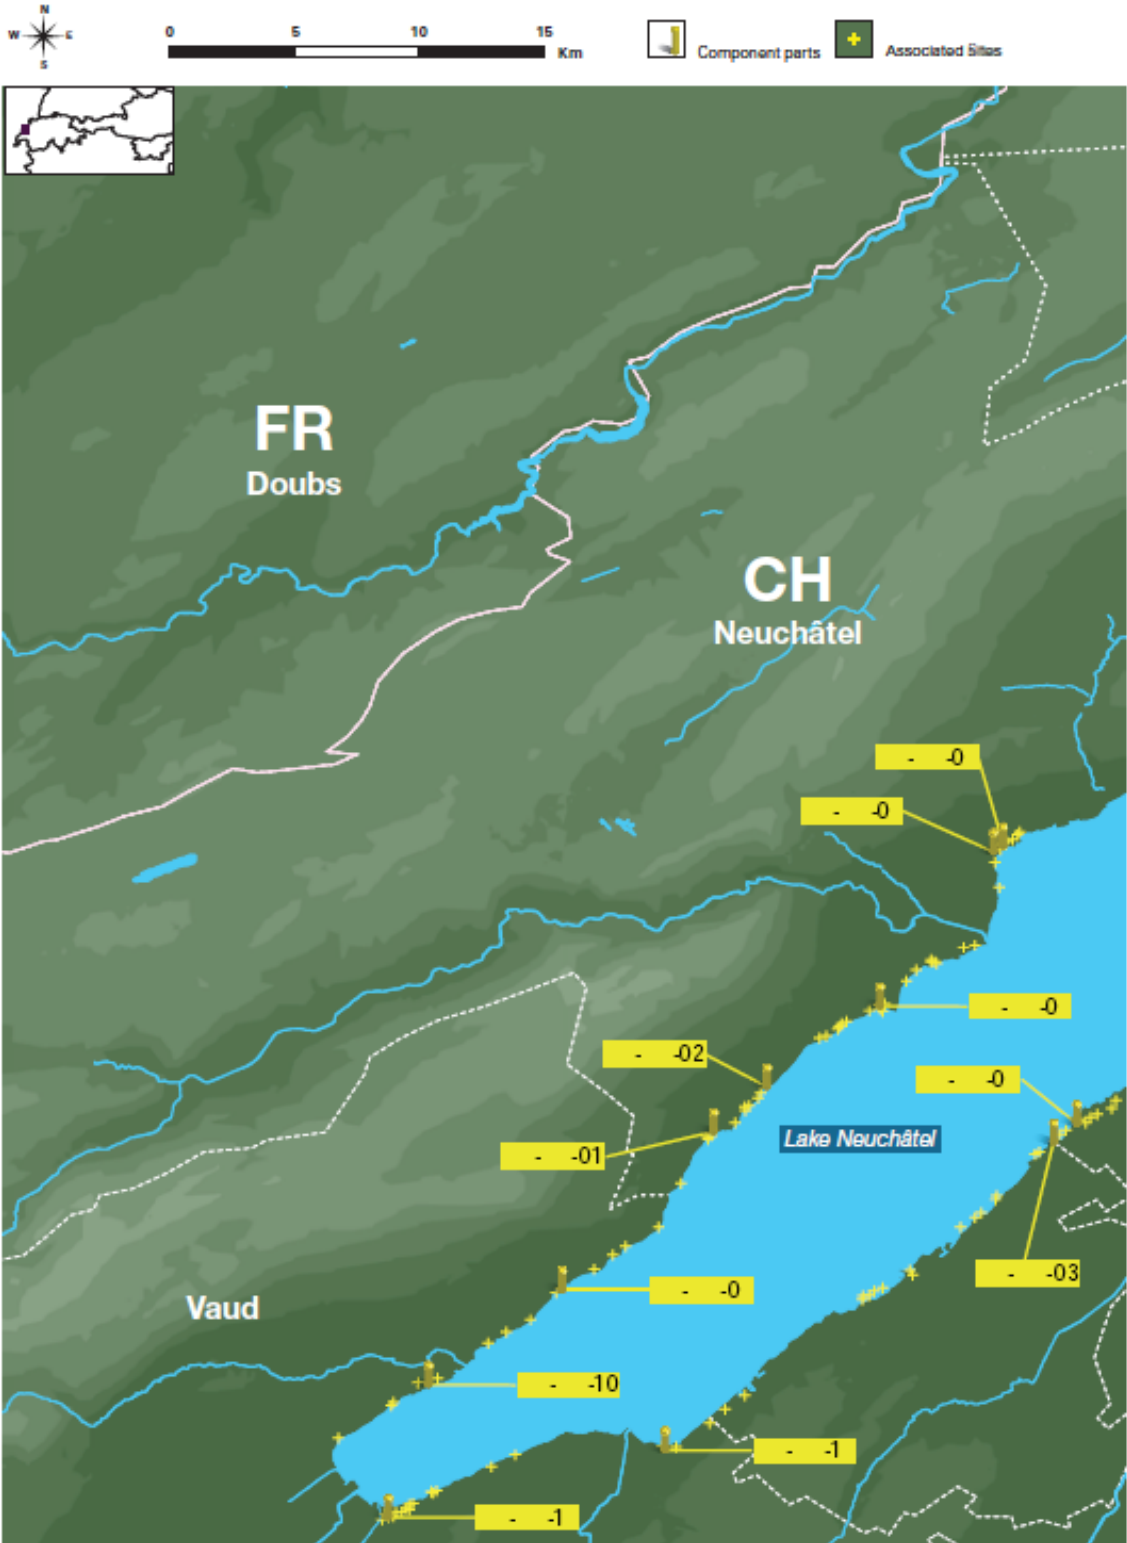 N
W E
S
0 5 10 15
Km
Component parts
Associated Sites
FR
Doubs
CH
Neuchâtel
- -0
- -0
- -0
- -02
- -0
Lake Neuchâtel
- -01
- -03
- -0
Vaud
- -10
- -1
- -1